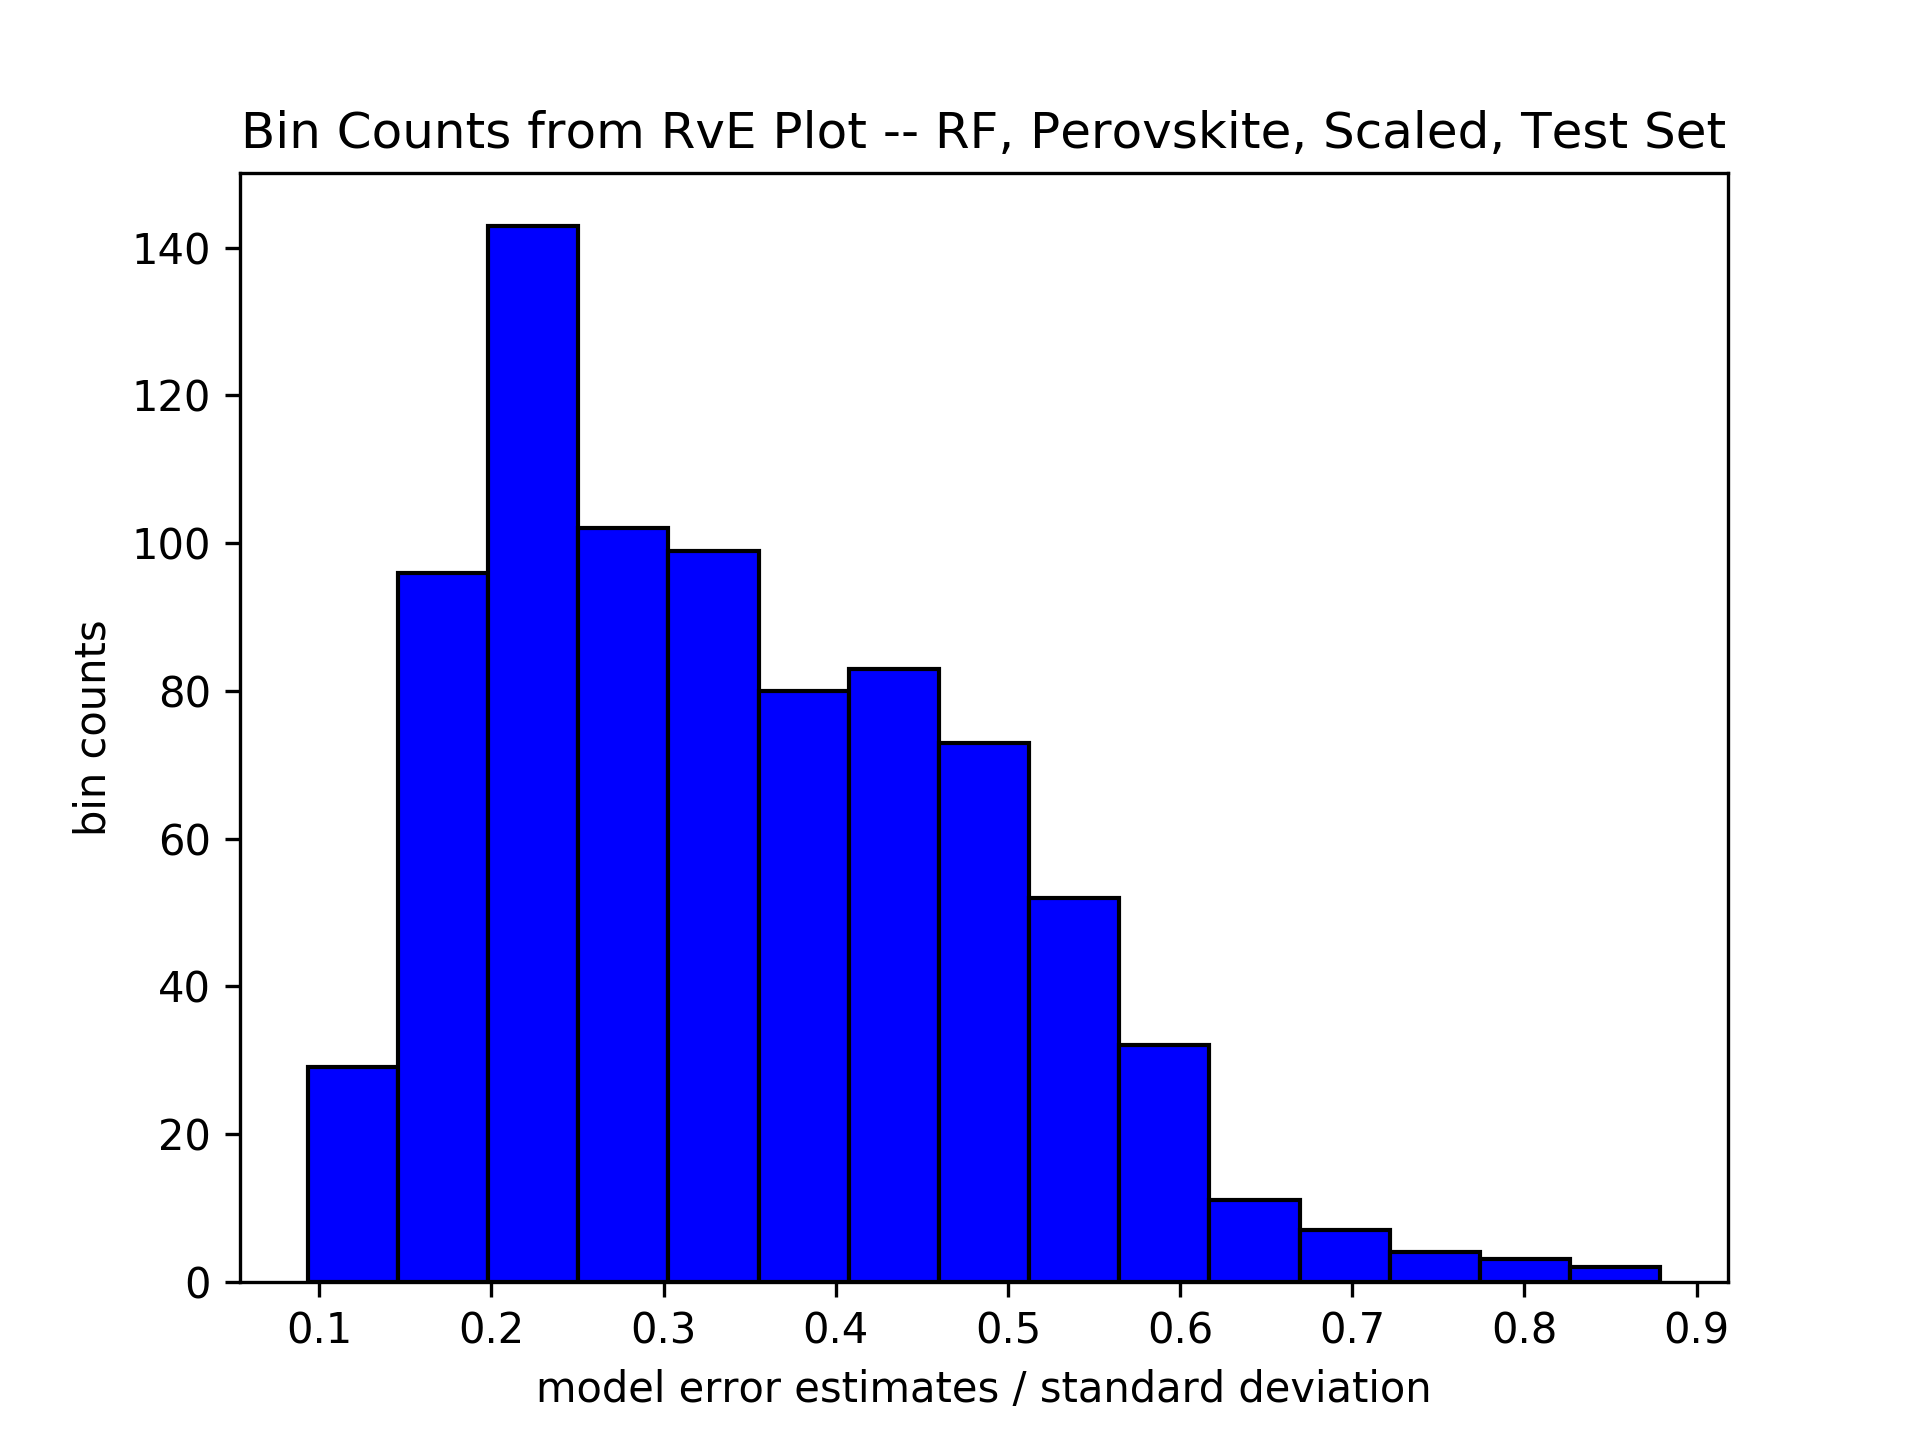 Bin Counts from RvE Plot -- RF, Perovskite, Scaled, Test Set
140
120
100
80
60
40
20
0
bin counts
0.1 0.2 0.3 0.4 0.5 0.6 0.7 0.8 0.9
model error estimates / standard deviation